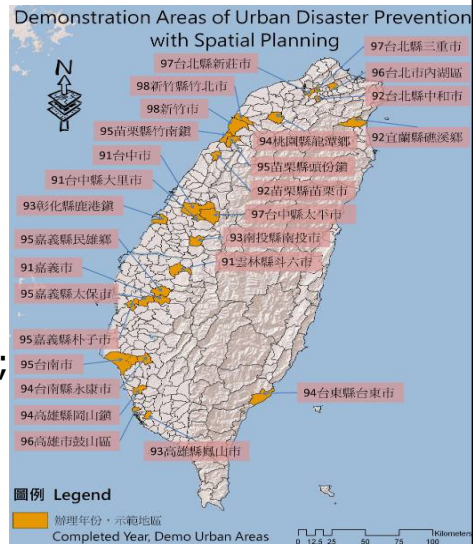 Demonstration Areas of Urban Disaster Prevention
with Spatial Planning
97台北縣三重市
97台北縣新莊市
96台北市內湖區
98新竹縣竹北市
92台北縣中和市
98新竹市
92宜蘭縣礁溪鄉
95苗栗縣竹南鎮
94桃園縣龍潭鄉
91台中市
95苗栗縣頭份鎮
91台中縣大里市
92苗栗縣苗栗市
93彰化縣鹿港鎮
97台中縣太平市
95嘉義縣民雄鄉
93南投縣南投市
91嘉義市
91雲林縣斗六市
95嘉義縣太保市
95嘉義縣朴子市
;
95台南市
94台南縣永康市
94台東縣台東市
94高雄縣岡山鎮
96高雄市鼓山區
93高雄縣鳳山市
N
圖例 Legend
辦理年份，示範地區
Completed Year, Demo Urban Areas
Kilometers
0 12.5 25 50 75 100